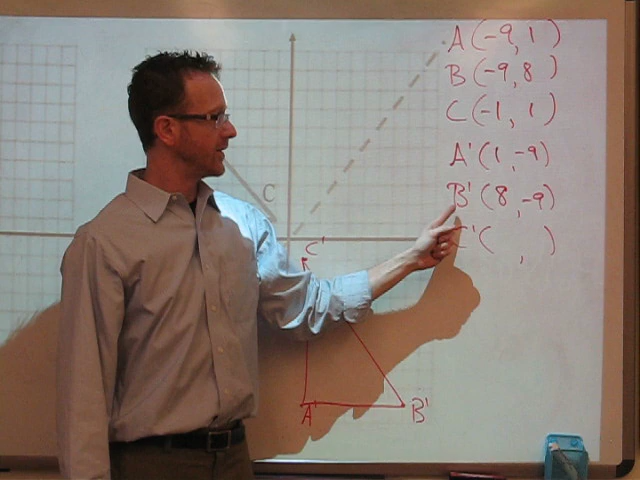 A(-9, 1)
B(-9, 8)
C(-1, 1)
A'(1, -9)
B'(8, -9)
C'( , )
C
C'
A'
B'